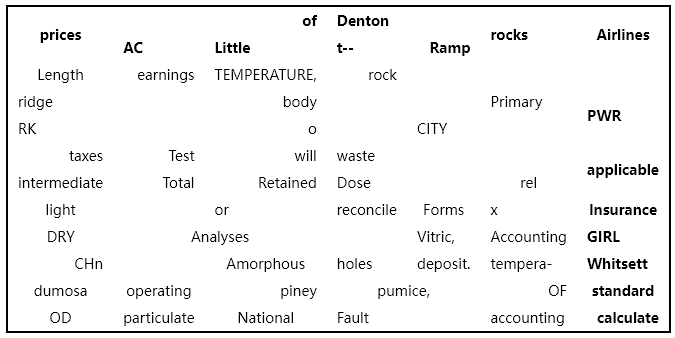 prices of Denton rocks Airlines
AC Little t-- Ramp
Length earnings TEMPERATURE, rock
ridge body Primary PWR
RK o CITY
taxes Test will waste applicable
intermediate Total Retained Dose rel
light or reconcile Forms x Insurance
DRY Analyses Vitric, Accounting GIRL
CHn Amorphous holes deposit. tempera- Whitsett
dumosa operating piney pumice, OF standard
OD particulate National Fault accounting calculate